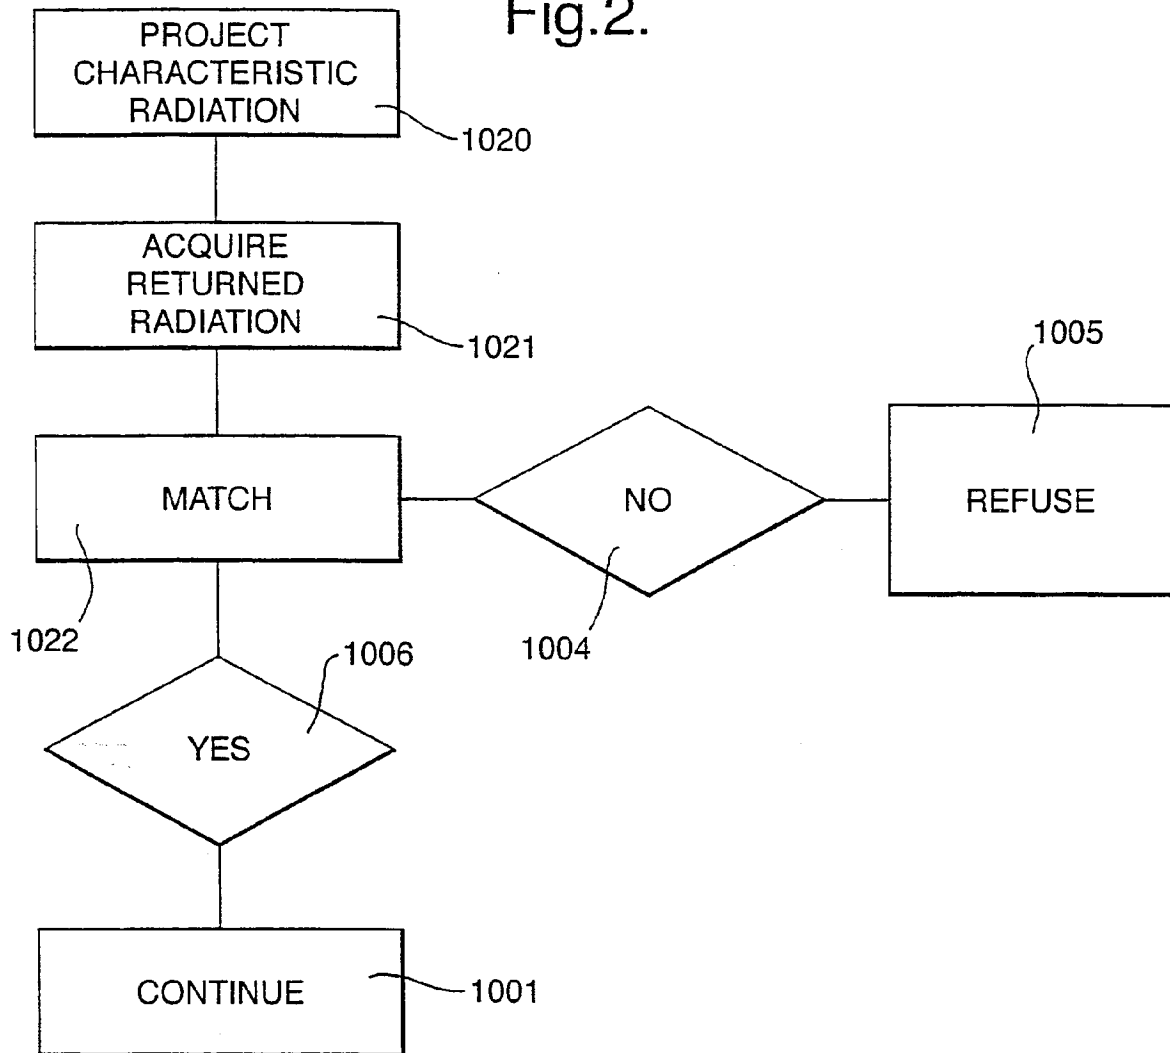 Fig.2.
PROJECT
CHARACTERISTIC
RADIATION
1020
ACQUIRE
RETURNED
RADIATION
1021
1005
MATCH
NO
REFUSE
1022
1004
1006
YES
CONTINUE
1001